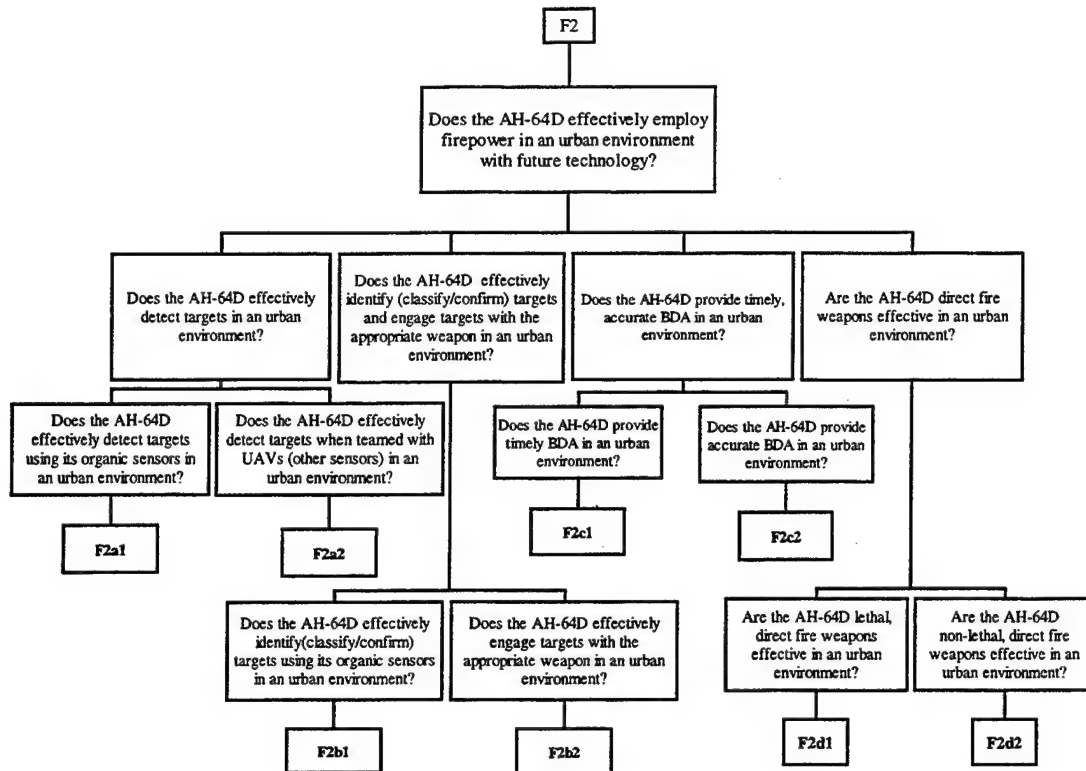 F2
Does the AH-64D effectively employ
firepower in an urban environment
with future technology?
Does the AH-64D effectively
detect targets in an urban
environment?
Does the AH-64D effectively
identify (classify/confirm) targets
and engage targets with the
appropriate weapon in an urban
environment?
Does the AH-64D provide timely,
accurate BDA in an urban
environment?
Are the AH-64D direct fire
weapons effective in an urban
environment?
Does the AH-64D
effectively detect targets
using its organic sensors in
an urban environment?
Does the AH-64D effectively
detect targets when teamed with
UAVs (other sensors) in an
urban environment?
Does the AH-64D provide
timely BDA in an urban
environment?
Does the AH-64D provide
accurate BDA in an urban
environment?
F2a1
F2a2
F2c1
F2c2
Does the AH-64D effectively
identify(classify/confirm)
targets using its organic sensors
in an urban environment?
Does the AH-64D effectively
engage targets with the
appropriate weapon in an urban
environment?
Are the AH-64D lethal,
direct fire weapons
effective in an urban
environment?
Are the AH-64D
non-lethal, direct fire
weapons effective in an
urban environment?
F2b1
F2b2
F2d1
F2d2